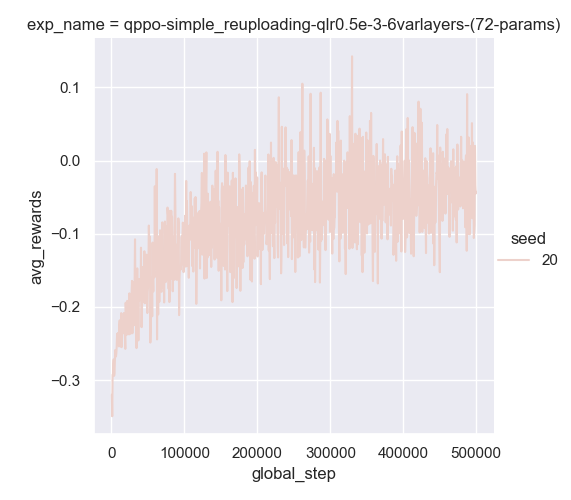 exp_name = qppo-simple_reuploading-qlr0.5e-3-6varlayers-(72-params)
0.1
0.0
−0.1
−0.2
−0.3
avg_rewards
seed
20
0 100000 200000 300000 400000 500000
global_step